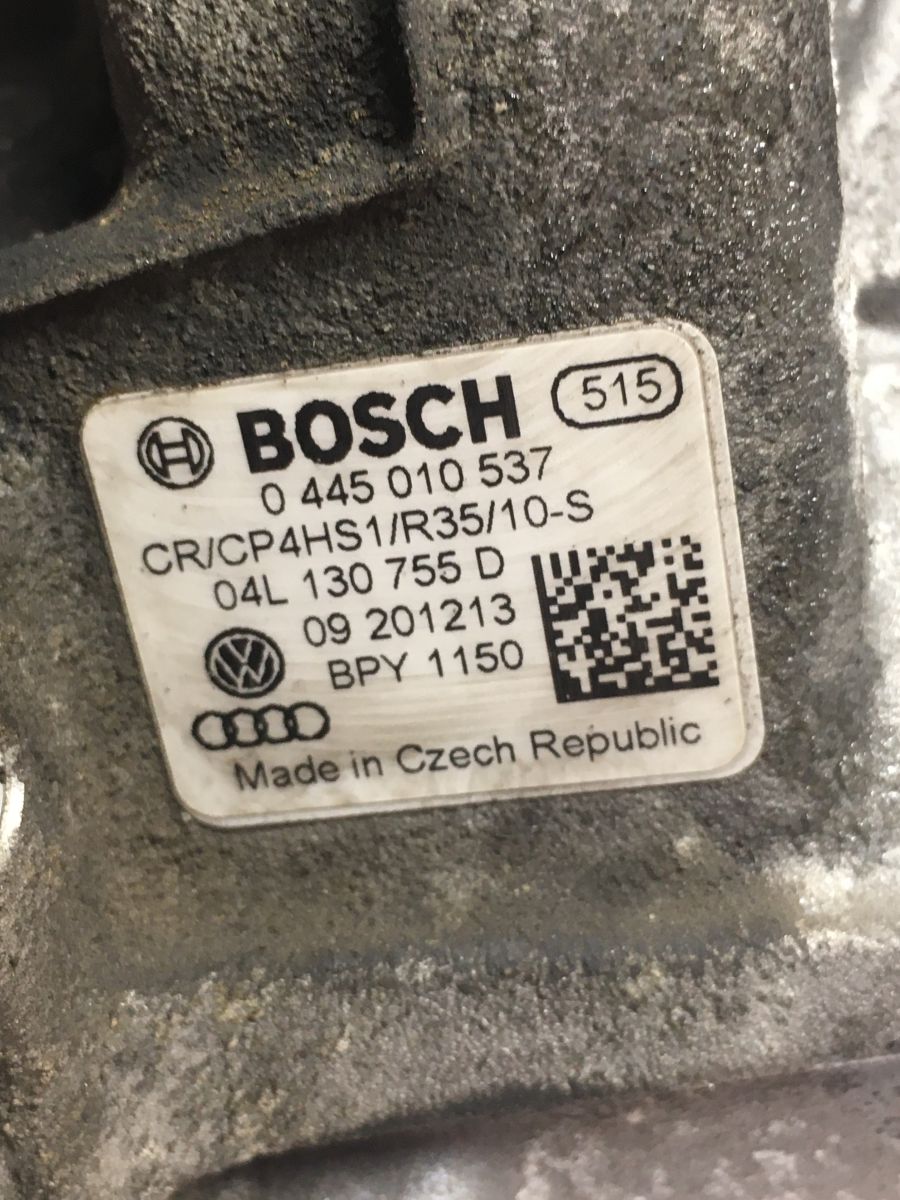 BOSCH 515
0 445 010 537
CR/CP4HS1/R35/10-S
04L 130 755 D
09 201213
BPY 1150
Made in Czech Republic